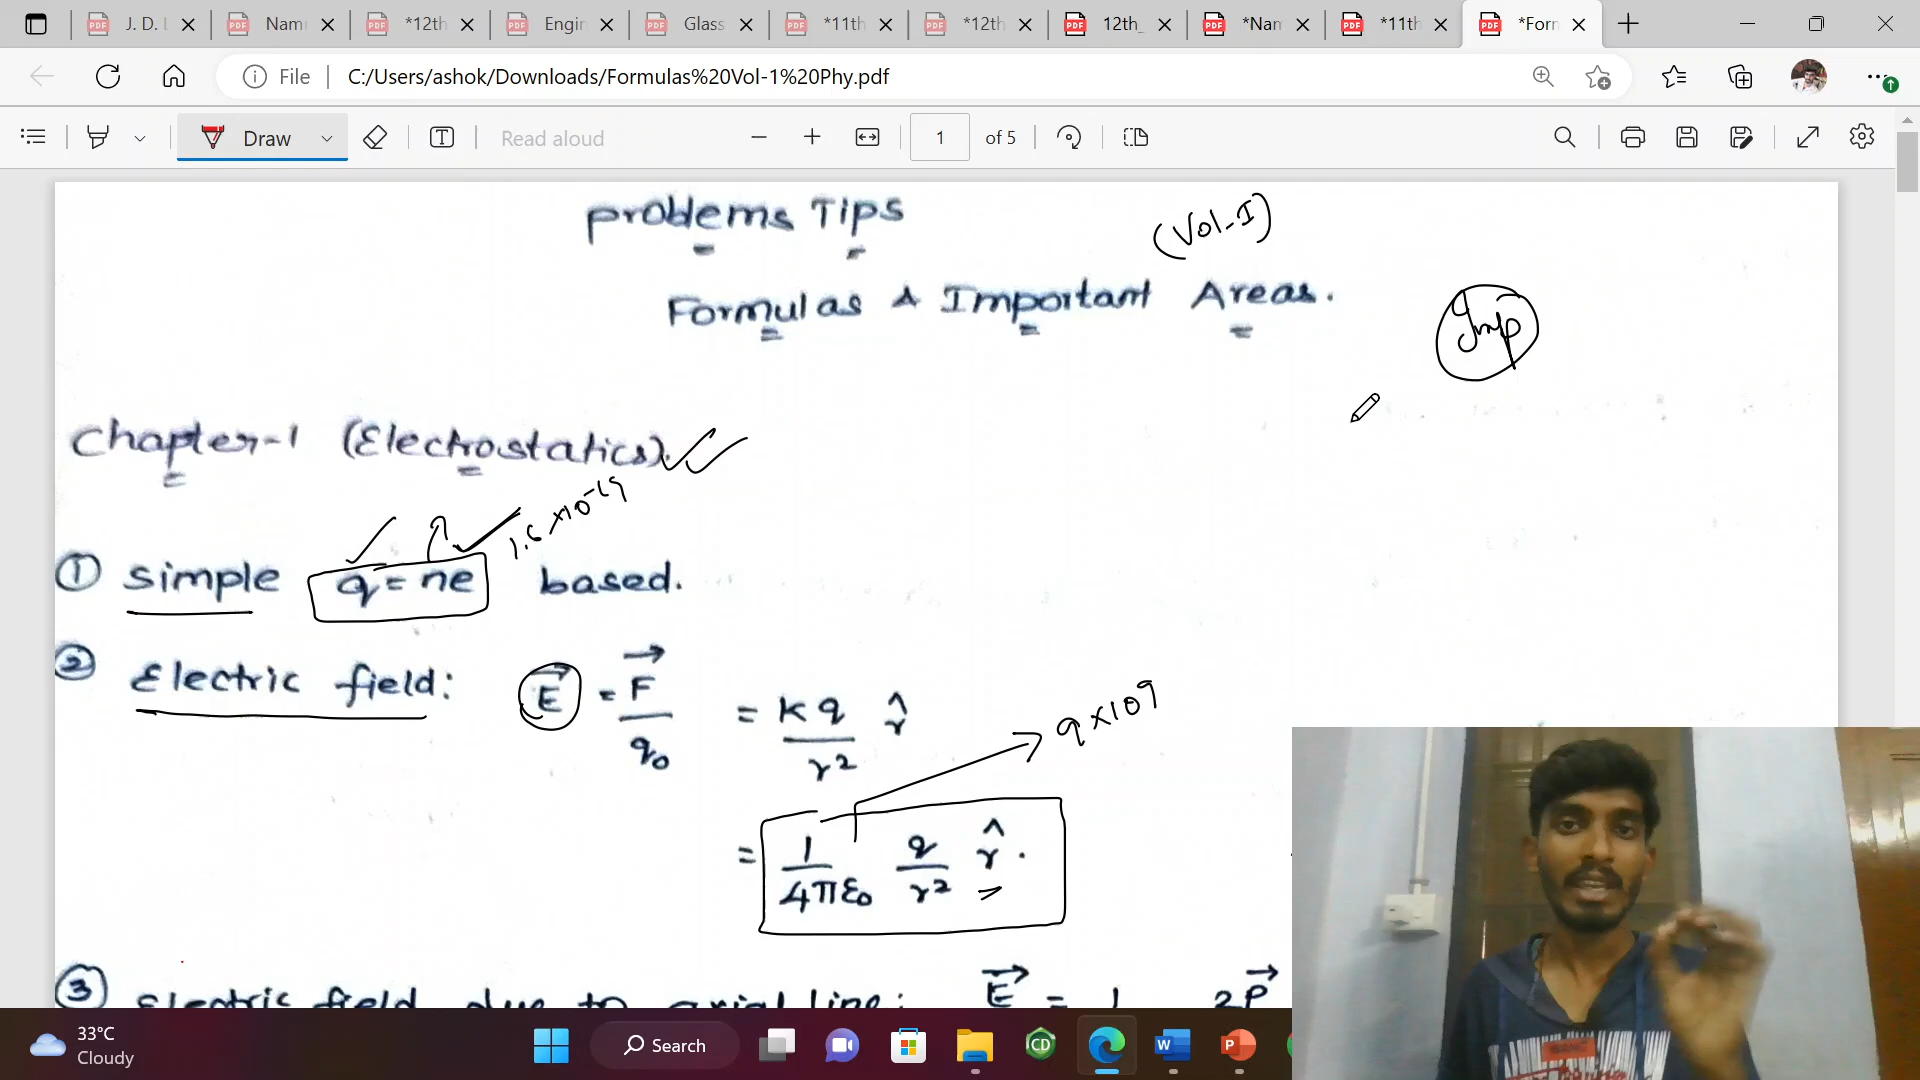 J. D. L
Nam
*12th
Engin
Glass
*11th
*12th
12th_
*Nam
*11th
*Forn
File
C:/Users/ashok/Downloads/Formulas%20Vol-1%20Phy.pdf
Draw
Read aloud
1
of 5
problems Tips
(Vol-I)
Formulas & Important Areas.
Imp
Chapter-1 (Electrostatics).
1.6 ×10⁻¹⁹
① simple q = ne based.
② Electric field: E⃗ = F⃗/q₀ = kq/r² r̂
9×10⁹
= 1/4πε₀ q/r² r̂.
③ Electric field due to axial line: E⃗ = 1 2P⃗
33°C
Cloudy
Search
CD
W
P